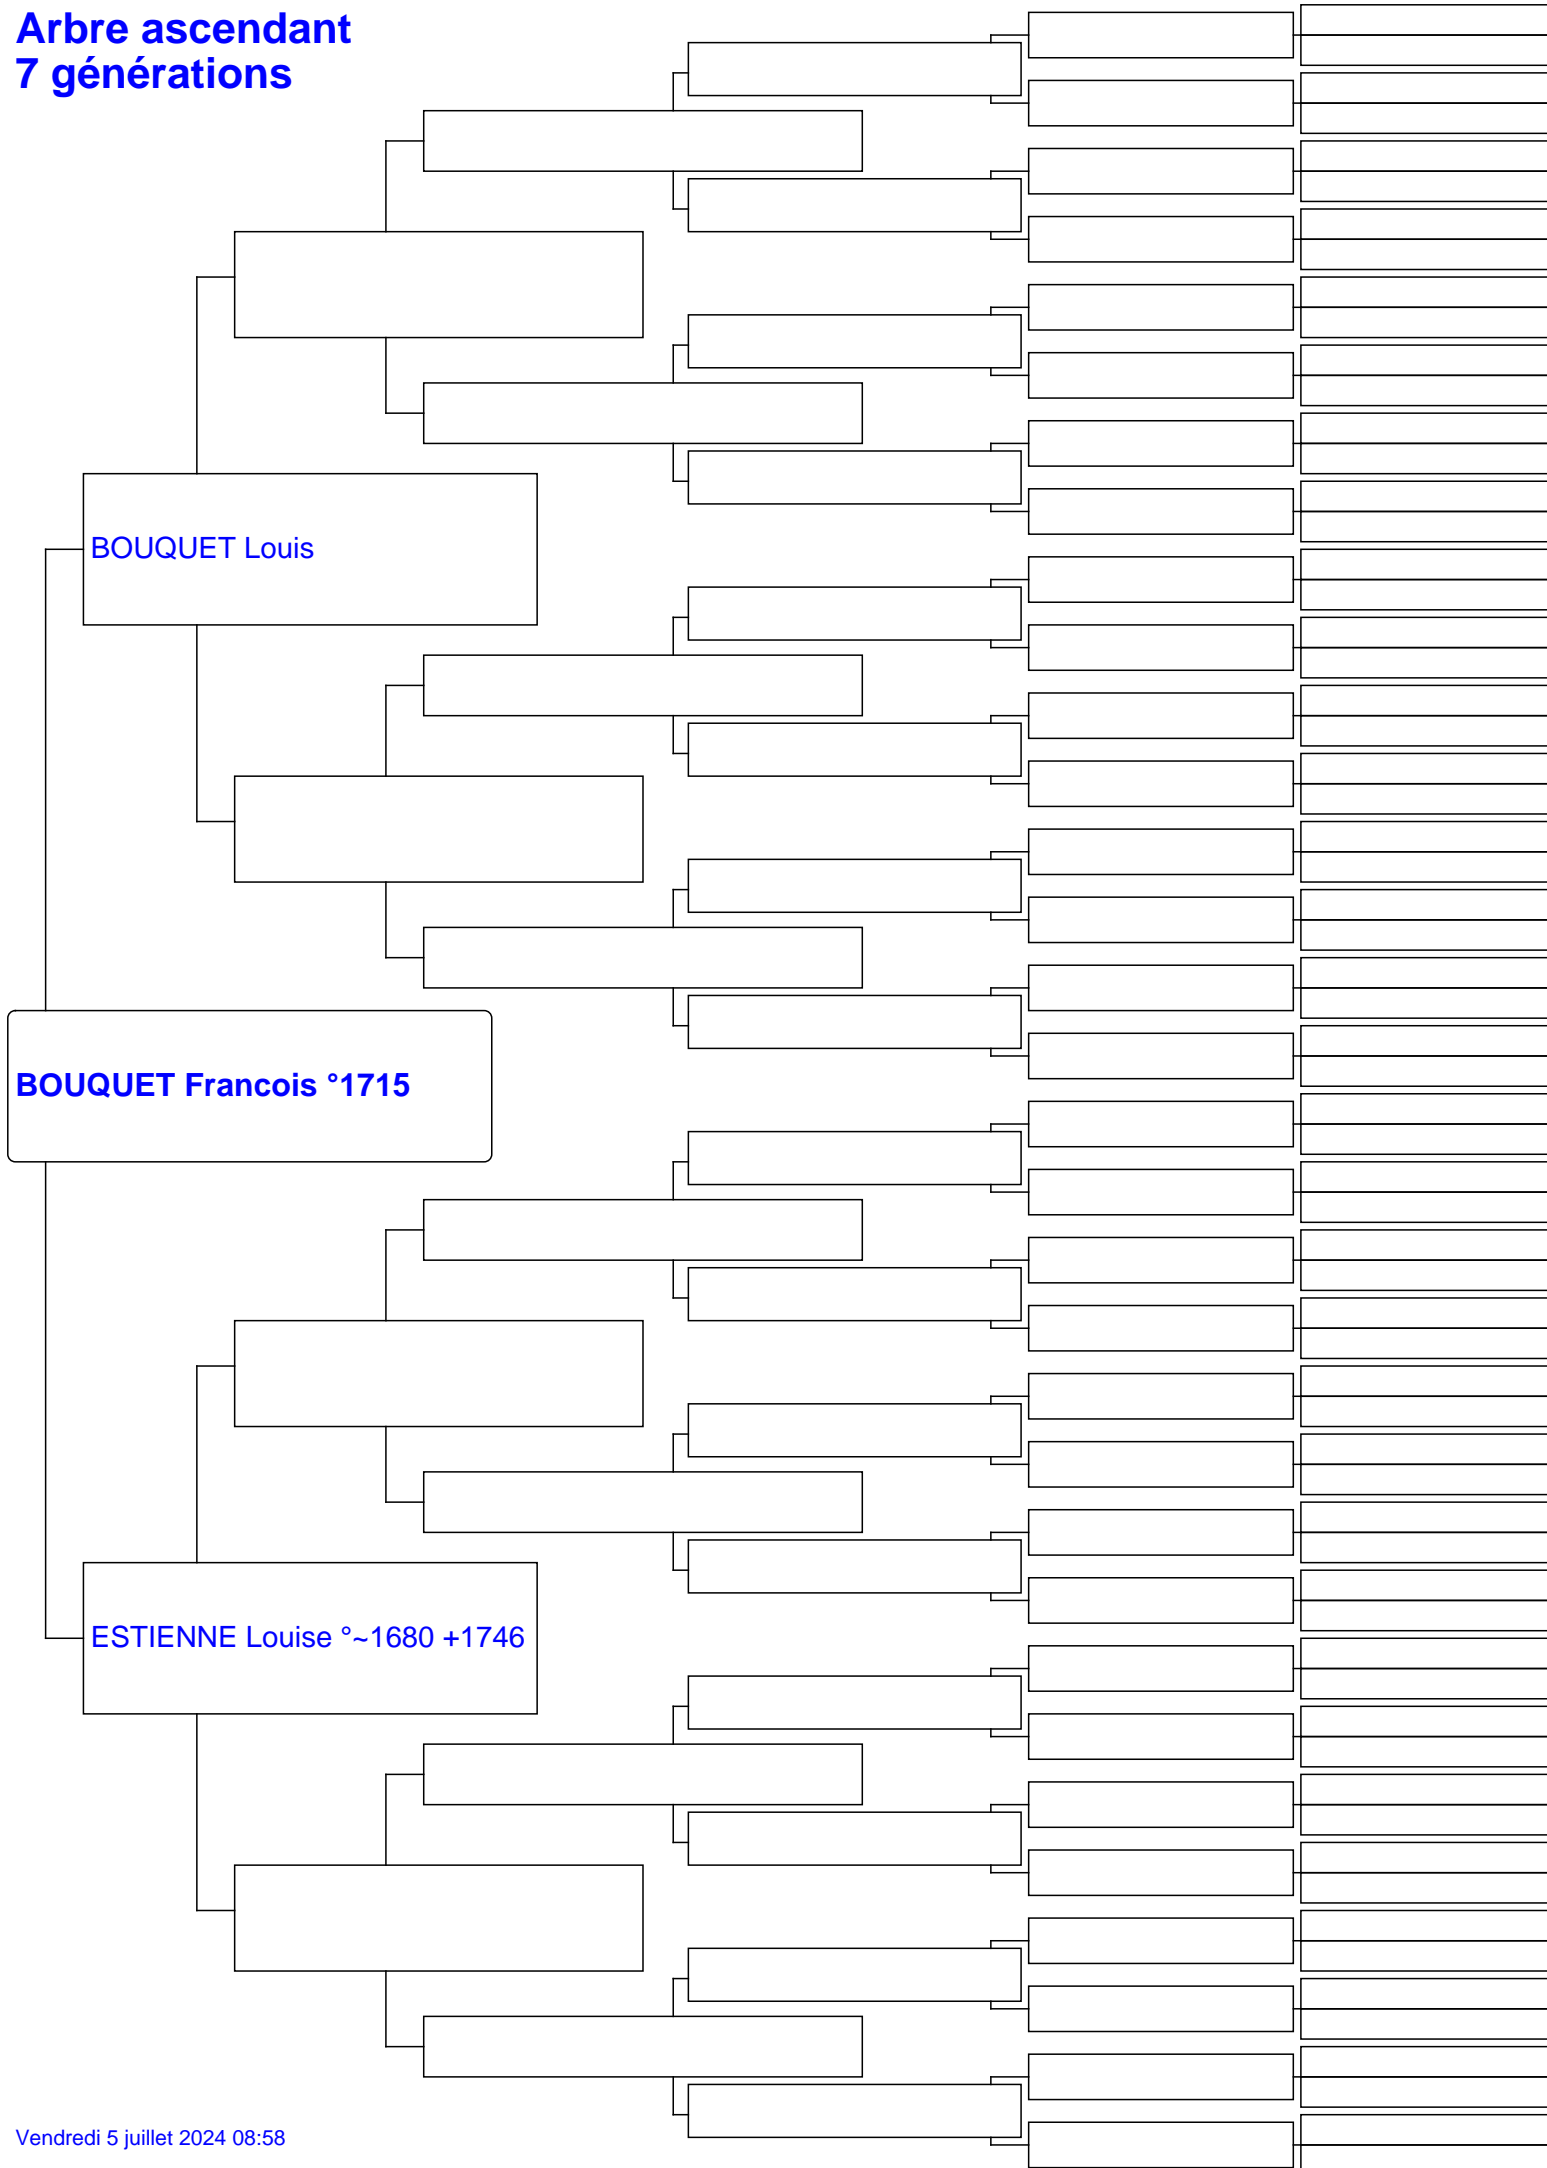 Arbre ascendant
7 générations
BOUQUET Louis
BOUQUET Francois °1715
ESTIENNE Louise °~1680 +1746
Vendredi 5 juillet 2024 08:58